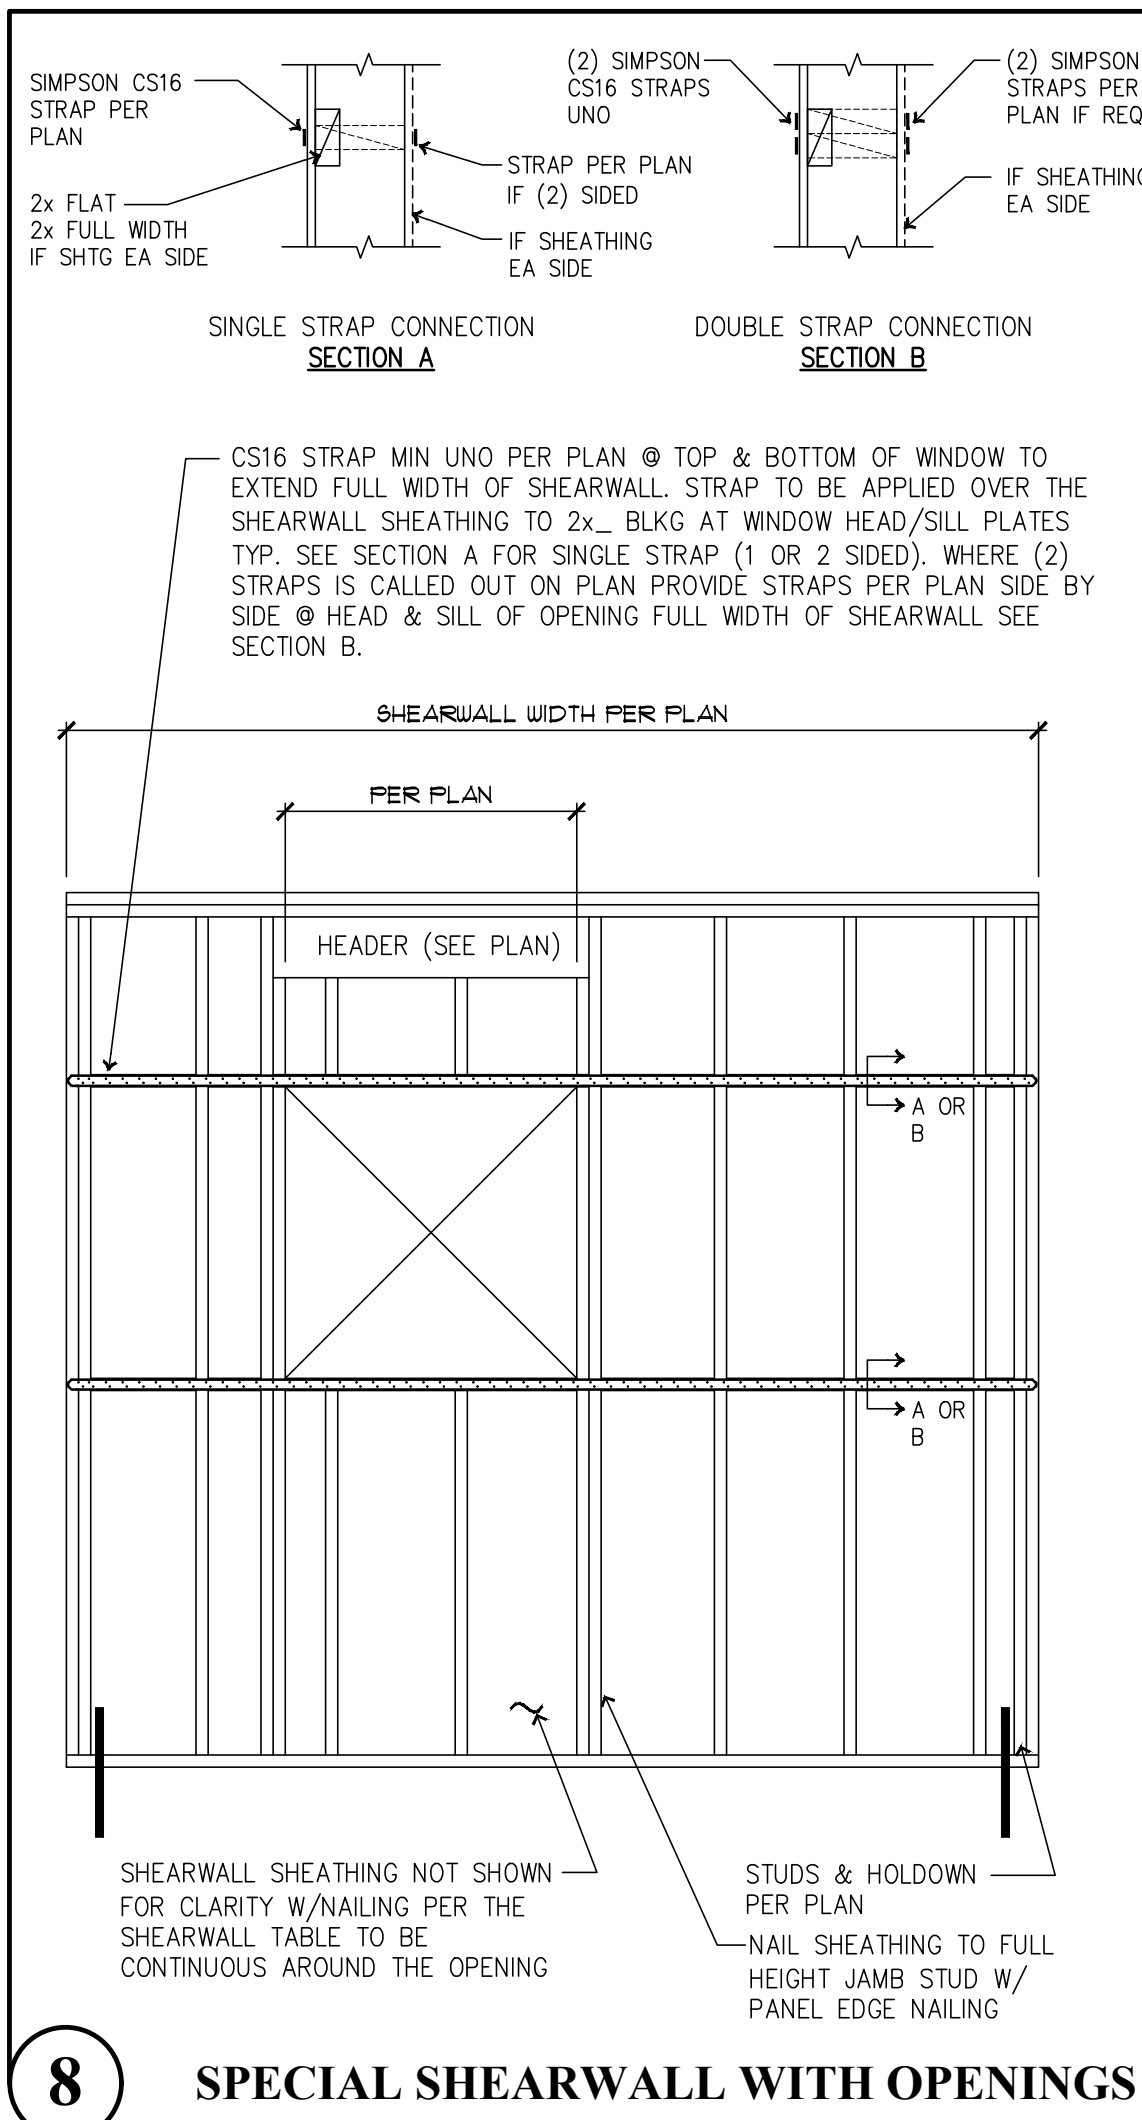 SIMPSON CS16
STRAP PER
PLAN
2x FLAT
2x FULL WIDTH
IF SHTG EA SIDE
STRAP PER PLAN
IF (2) SIDED
IF SHEATHING
EA SIDE
SINGLE STRAP CONNECTION
SECTION A
(2) SIMPSON
CS16 STRAPS
UNO
(2) SIMPSON
STRAPS PER
PLAN IF REQ
IF SHEATHING
EA SIDE
DOUBLE STRAP CONNECTION
SECTION B
CS16 STRAP MIN UNO PER PLAN @ TOP & BOTTOM OF WINDOW TO
EXTEND FULL WIDTH OF SHEARWALL. STRAP TO BE APPLIED OVER THE
SHEARWALL SHEATHING TO 2x_ BLKG AT WINDOW HEAD/SILL PLATES
TYP. SEE SECTION A FOR SINGLE STRAP (1 OR 2 SIDED). WHERE (2)
STRAPS IS CALLED OUT ON PLAN PROVIDE STRAPS PER PLAN SIDE BY
SIDE @ HEAD & SILL OF OPENING FULL WIDTH OF SHEARWALL SEE
SECTION B.
SHEARWALL WIDTH PER PLAN
PER PLAN
HEADER (SEE PLAN)
A OR
B
A OR
B
SHEARWALL SHEATHING NOT SHOWN
FOR CLARITY W/NAILING PER THE
SHEARWALL TABLE TO BE
CONTINUOUS AROUND THE OPENING
STUDS & HOLDOWN
PER PLAN
NAIL SHEATHING TO FULL
HEIGHT JAMB STUD W/
PANEL EDGE NAILING
8 SPECIAL SHEARWALL WITH OPENINGS